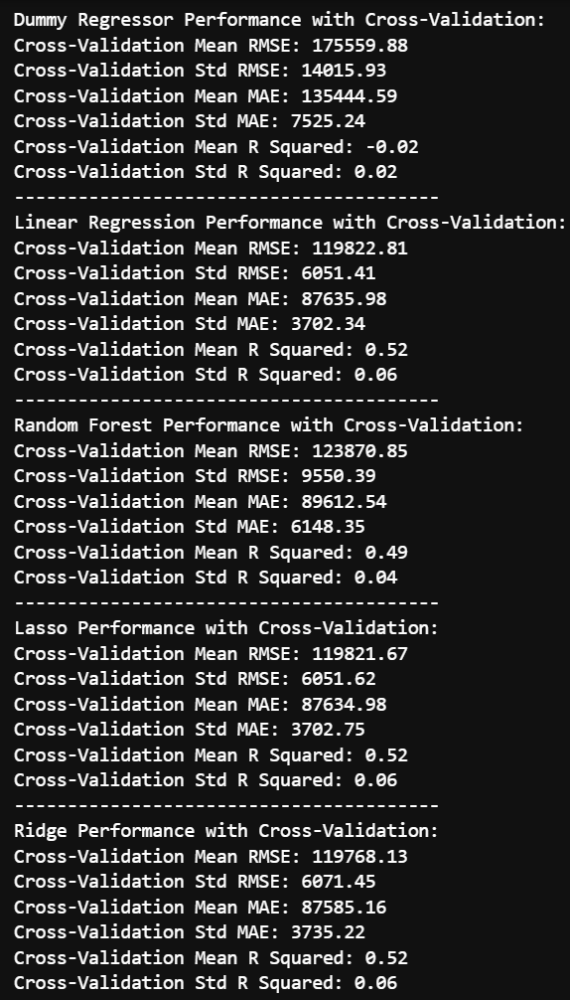 Dummy Regressor Performance with Cross-Validation:
Cross-Validation Mean RMSE: 175559.88
Cross-Validation Std RMSE: 14015.93
Cross-Validation Mean MAE: 135444.59
Cross-Validation Std MAE: 7525.24
Cross-Validation Mean R Squared: -0.02
Cross-Validation Std R Squared: 0.02
----------------------------------------
Linear Regression Performance with Cross-Validation:
Cross-Validation Mean RMSE: 119822.81
Cross-Validation Std RMSE: 6051.41
Cross-Validation Mean MAE: 87635.98
Cross-Validation Std MAE: 3702.34
Cross-Validation Mean R Squared: 0.52
Cross-Validation Std R Squared: 0.06
----------------------------------------
Random Forest Performance with Cross-Validation:
Cross-Validation Mean RMSE: 123870.85
Cross-Validation Std RMSE: 9550.39
Cross-Validation Mean MAE: 89612.54
Cross-Validation Std MAE: 6148.35
Cross-Validation Mean R Squared: 0.49
Cross-Validation Std R Squared: 0.04
----------------------------------------
Lasso Performance with Cross-Validation:
Cross-Validation Mean RMSE: 119821.67
Cross-Validation Std RMSE: 6051.62
Cross-Validation Mean MAE: 87634.98
Cross-Validation Std MAE: 3702.75
Cross-Validation Mean R Squared: 0.52
Cross-Validation Std R Squared: 0.06
----------------------------------------
Ridge Performance with Cross-Validation:
Cross-Validation Mean RMSE: 119768.13
Cross-Validation Std RMSE: 6071.45
Cross-Validation Mean MAE: 87585.16
Cross-Validation Std MAE: 3735.22
Cross-Validation Mean R Squared: 0.52
Cross-Validation Std R Squared: 0.06